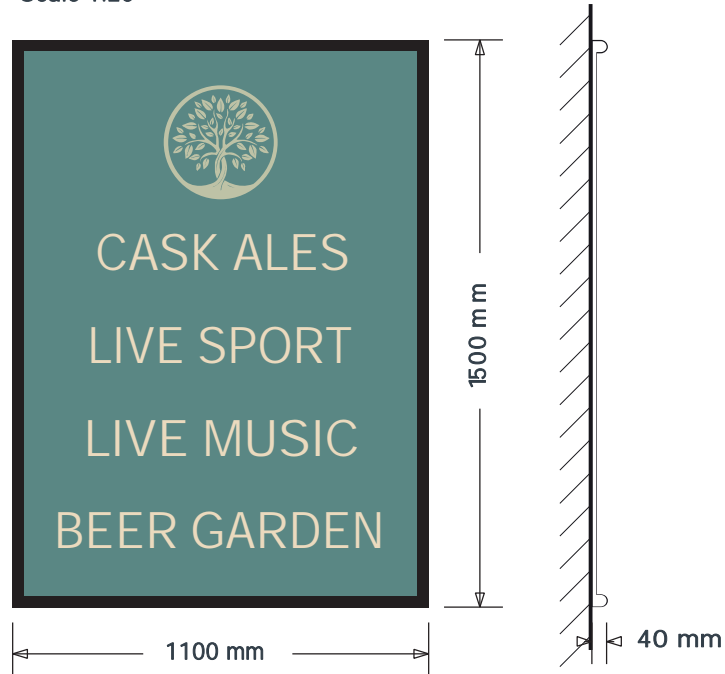 CASK ALES
LIVE SPORT
LIVE MUSIC
BEER GARDEN
1500 mm
1100 mm
40 mm